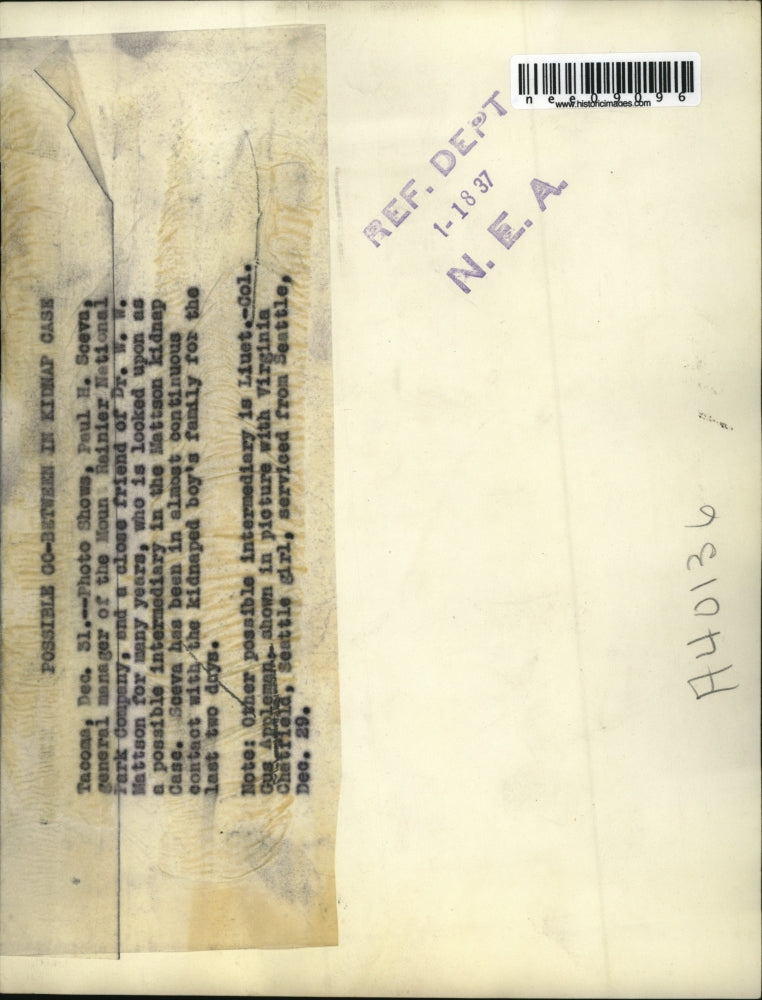 POSSIBLE GO-BETWEEN IN KIDNAP CASE
Tacoma, Dec. 31.--Photo Shows, Paul H. Sceva,
general manager of the Mount Rainier National
Park Company, and a close friend of Dr. W. W.
Mattson for many years, who is looked upon as
a possible intermediary in the Mattson kidnap
Case. Sceva has been in almost continuous
contact with the kidnaped boy's family for the
last two days.
Note: Other possible intermediary is Liuet.-Col.
Gus Appleman, shown in picture with Virginia
Chatfield, Seattle girl, serviced from Seattle,
Dec. 29.
REF. DEPT
1-18 37
N. E. A.
nee09096
www.historicimages.com
A40136